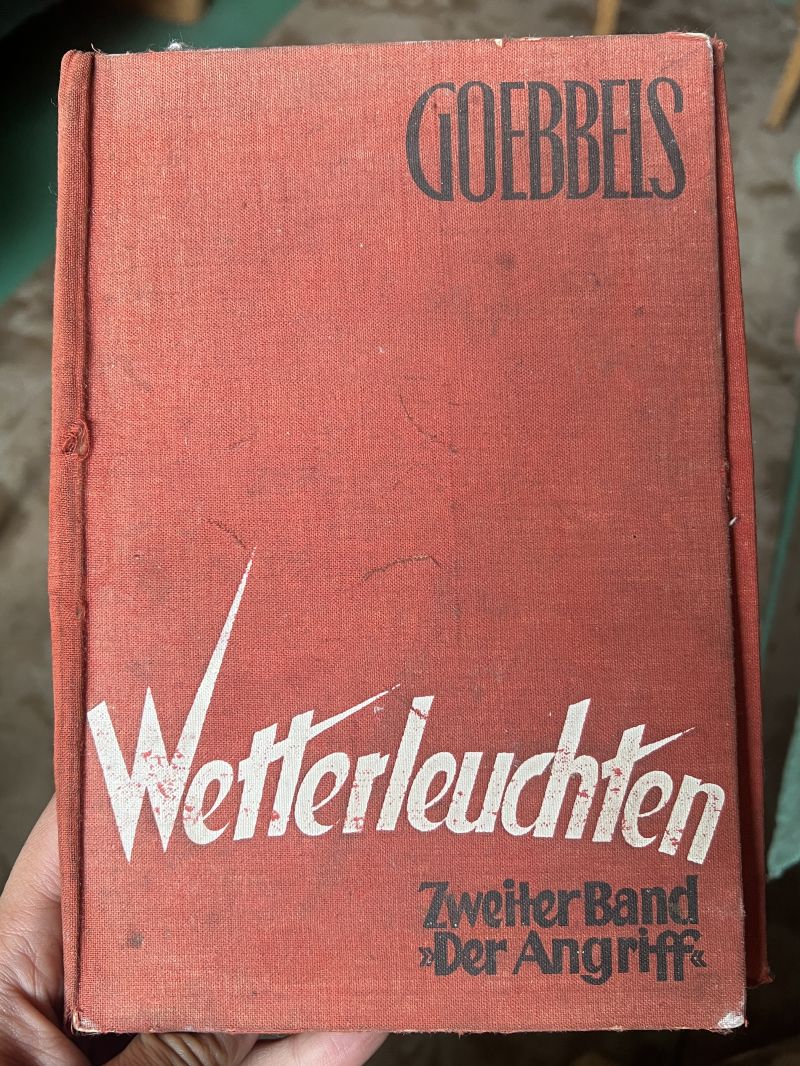 GOEBBELS
Wetterleuchten
Zweiter Band
»Der Angriff«